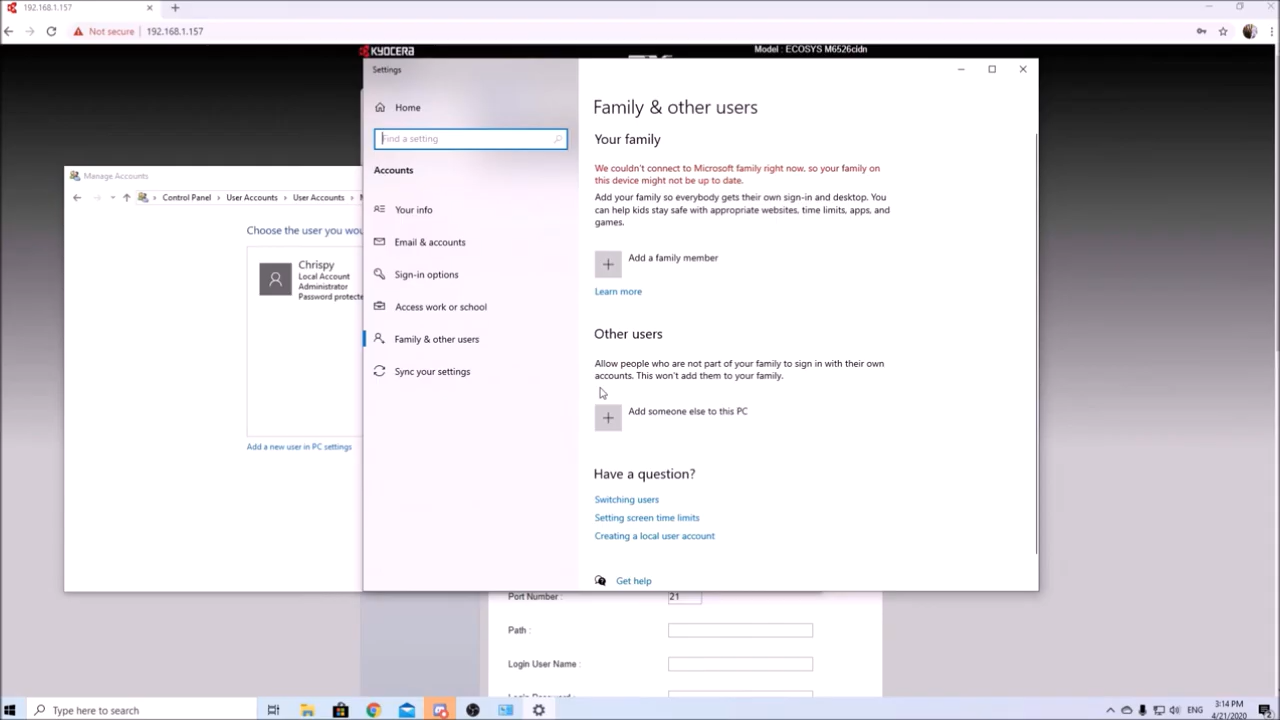 192.168.1.157
Not secure
192.168.1.157
KYOCERA
Model : ECOSYS M6526cidn
Settings
Home
Find a setting
Accounts
Your info
Email & accounts
Sign-in options
Access work or school
Family & other users
Sync your settings
Family & other users
Your family
We couldn't connect to Microsoft family right now, so your family on
this device might not be up to date.
Add your family so everybody gets their own sign-in and desktop. You
can help kids stay safe with appropriate websites, time limits, apps, and
games.
Add a family member
Learn more
Other users
Allow people who are not part of your family to sign in with their own
accounts. This won't add them to your family.
Add someone else to this PC
Have a question?
Switching users
Setting screen time limits
Creating a local user account
Get help
Manage Accounts
Control Panel
User Accounts
User Accounts
Choose the user you
Chrispy
Local Account
Administrator
Password
Add a new user in PC settings
Port Number :
21
Path :
Login User Name :
Type here to search
ENG
3:14 PM
4/21/2020